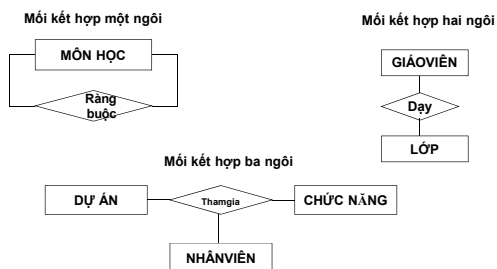 Mối kết hợp một ngôi
MÔN HỌC
Ràng
buộc
Mối kết hợp hai ngôi
GIÁOVIÊN
Dạy
LỚP
Mối kết hợp ba ngôi
DỰ ÁN
Thamgia
CHỨC NĂNG
NHÂNVIÊN